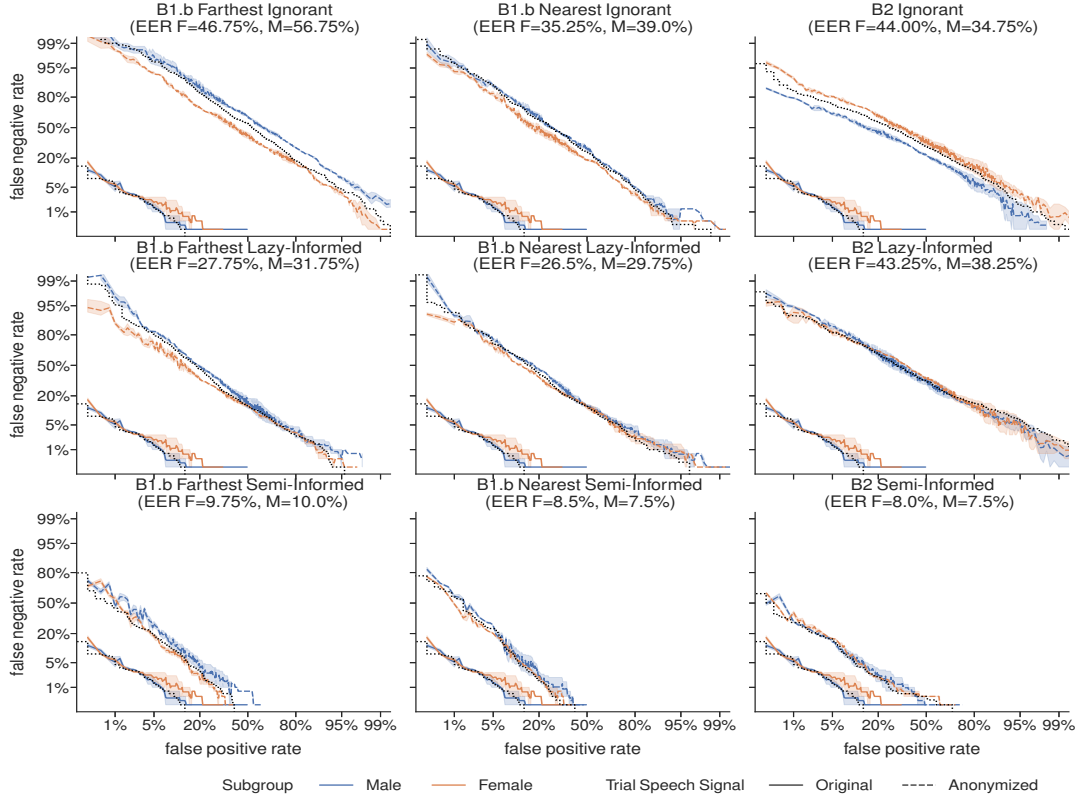 B1.b Farthest Ignorant
(EER F=46.75%, M=56.75%)
B1.b Nearest Ignorant
(EER F=35.25%, M=39.0%)
B2 Ignorant
(EER F=44.00%, M=34.75%)
false negative rate
99%
95%
80%
50%
20%
5%
1%
B1.b Farthest Lazy-Informed
(EER F=27.75%, M=31.75%)
B1.b Nearest Lazy-Informed
(EER F=26.5%, M=29.75%)
B2 Lazy-Informed
(EER F=43.25%, M=38.25%)
false negative rate
99%
95%
80%
50%
20%
5%
1%
B1.b Farthest Semi-Informed
(EER F=9.75%, M=10.0%)
B1.b Nearest Semi-Informed
(EER F=8.5%, M=7.5%)
B2 Semi-Informed
(EER F=8.0%, M=7.5%)
false negative rate
99%
95%
80%
50%
20%
5%
1%
1% 5% 20% 50% 80% 95% 99%
1% 5% 20% 50% 80% 95% 99%
1% 5% 20% 50% 80% 95% 99%
false positive rate
false positive rate
false positive rate
Subgroup Male Female Trial Speech Signal Original Anonymized